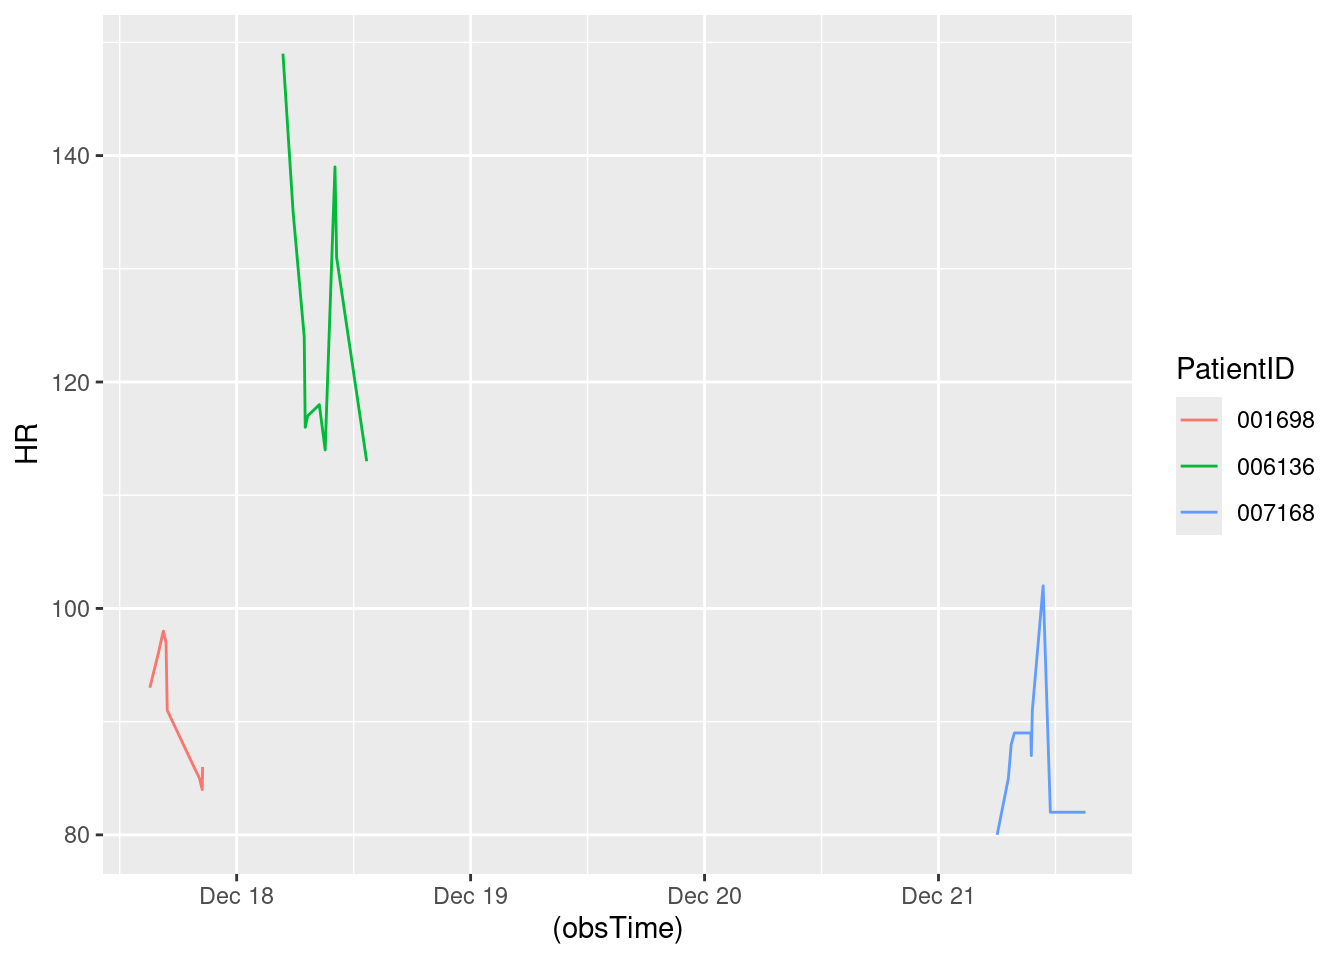 140
120
100
80
HR
Dec 18
Dec 19
Dec 20
Dec 21
(obsTime)
PatientID
001698
006136
007168